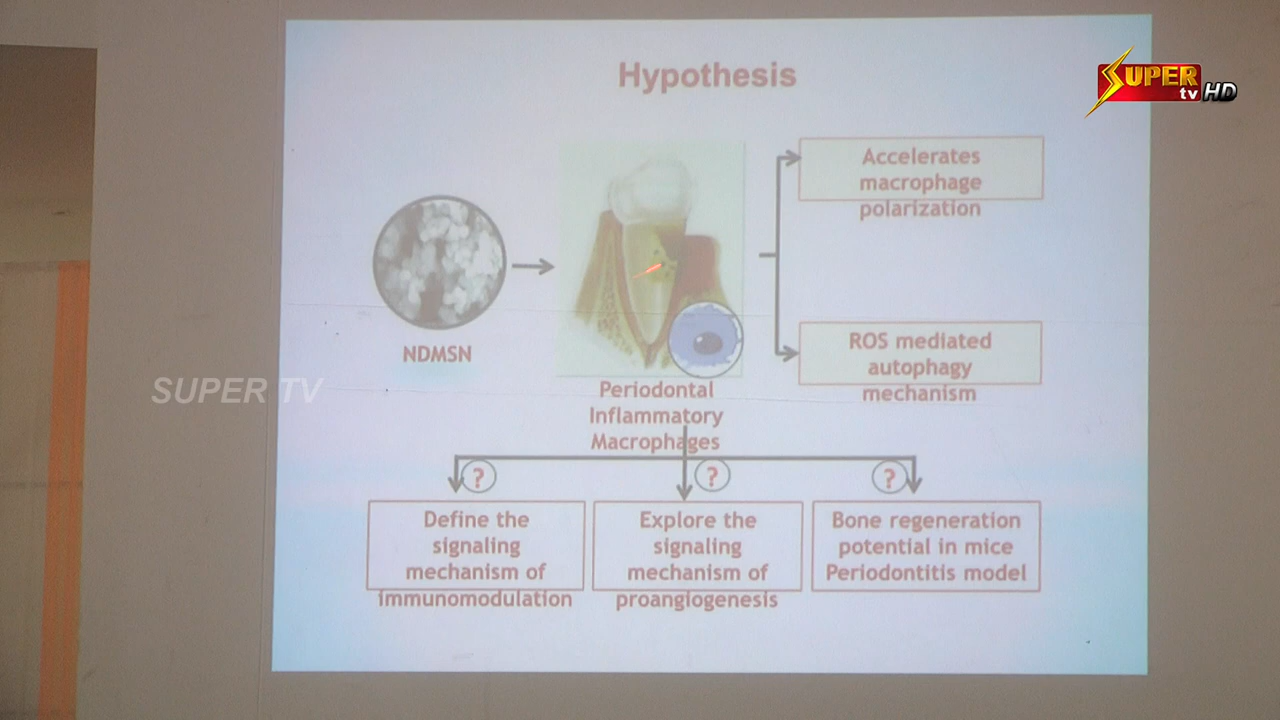 Hypothesis
SUPER
tv HD
Accelerates
macrophage
polarization
NDMSN
ROS mediated
autophagy
mechanism
SUPER TV
Periodontal
Inflammatory
Macrophages
?
?
?
Define the
signaling
mechanism of
immunomodulation
Explore the
signaling
mechanism of
proangiogenesis
Bone regeneration
potential in mice
Periodontitis model